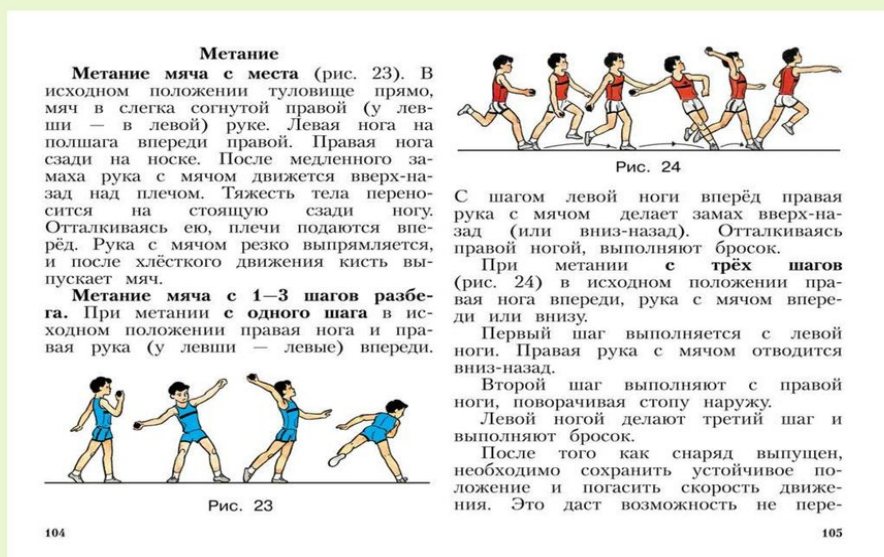 Метание
Метание мяча с места (рис. 23). В
исходном положении туловище прямо,
мяч в слегка согнутой правой (у лев-
ши — в левой) руке. Левая нога на
полшага впереди правой. Правая нога
сзади на носке. После медленного за-
маха рука с мячом движется вверх-на-
зад над плечом. Тяжесть тела перено-
сится на стоящую сзади ногу.
Отталкиваясь ею, плечи подаются впе-
рёд. Рука с мячом резко выпрямляется,
и после хлёсткого движения кисть вы-
пускает мяч.
Метание мяча с 1—3 шагов разбе-
га. При метании с одного шага в ис-
ходном положении правая нога и пра-
вая рука (у левши — левые) впереди.
Рис. 23
104
Рис. 24
С шагом левой ноги вперёд правая
рука с мячом делает замах вверх-на-
зад (или вниз-назад). Отталкиваясь
правой ногой, выполняют бросок.
При метании с трёх шагов
(рис. 24) в исходном положении пра-
вая нога впереди, рука с мячом впере-
ди или внизу.
Первый шаг выполняется с левой
ноги. Правая рука с мячом отводится
вниз-назад.
Второй шаг выполняют с правой
ноги, поворачивая стопу наружу.
Левой ногой делают третий шаг и
выполняют бросок.
После того как снаряд выпущен,
необходимо сохранить устойчивое по-
ложение и погасить скорость движе-
ния. Это даст возможность не пере-
105